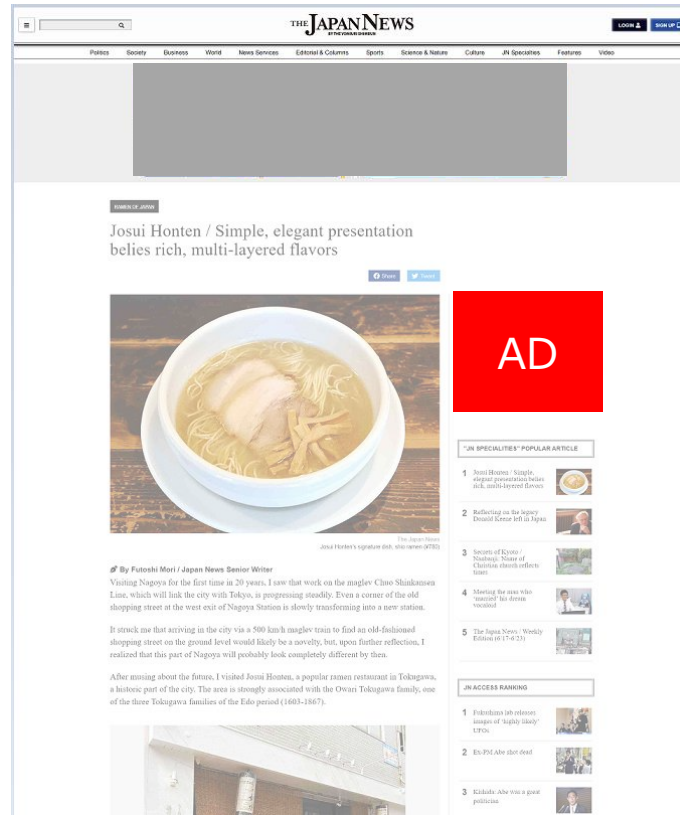 THE JAPAN NEWS
BY THE YOMIURI SHIMBUN
LOGIN
SIGN UP
Politics Society Business World News Services Editorial & Columns Sports Science & Nature Culture JN Specialties Features Video
RAMEN OF JAPAN
Josui Honten / Simple, elegant presentation
belies rich, multi-layered flavors
Share Tweet
AD
The Japan News
Josui Honten's signature dish, shio ramen (¥780)
By Futoshi Mori / Japan News Senior Writer
Visiting Nagoya for the first time in 20 years, I saw that work on the maglev Chuo Shinkansen
Line, which will link the city with Tokyo, is progressing steadily. Even a corner of the old
shopping street at the west exit of Nagoya Station is slowly transforming into a new station.
It struck me that arriving in the city via a 500 km/h maglev train to find an old-fashioned
shopping street on the ground level would likely be a novelty, but, upon further reflection, I
realized that this part of Nagoya will probably look completely different by then.
After musing about the future, I visited Josui Honten, a popular ramen restaurant in Tokugawa,
a historic part of the city. The area is strongly associated with the Owari Tokugawa family, one
of the three Tokugawa families of the Edo period (1603-1867).
"JN SPECIALITIES" POPULAR ARTICLE
1 Josui Honten / Simple,
elegant presentation belies
rich, multi-layered flavors
2 Reflecting on the legacy
Donald Keene left in Japan
3 Secrets of Kyoto /
Name of
Christian church reflects
times
4 Meeting the man who
'married' his dream
vocaloid
5 The Japan News / Weekly
Edition (6/17-6/23)
JN ACCESS RANKING
1 Fukushima lab releases
images of 'highly likely'
UFOs
2 Ex-PM Abe shot dead
3 Kishida: Abe was a great
politician